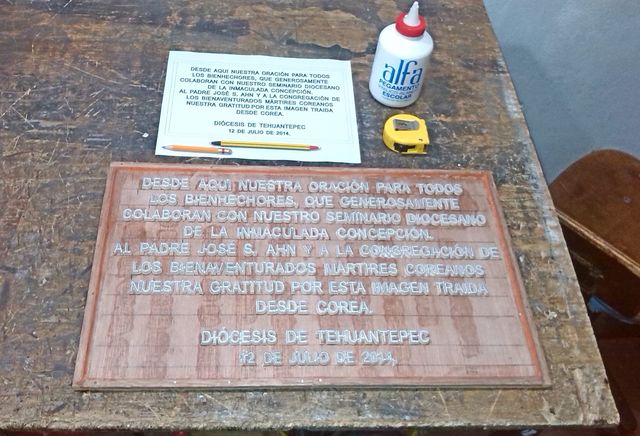 DESDE AQUI NUESTRA ORACIÓN PARA TODOS
LOS BIENHECHORES, QUE GENEROSAMENTE
COLABORAN CON NUESTRO SEMINARIO DIOCESANO
DE LA INMACULADA CONCEPCIÓN.
AL PADRE JOSÉ S. AHN Y A LA CONGREGACIÓN DE
LOS BIENAVENTURADOS MÁRTIRES COREANOS
NUESTRA GRATITUD POR ESTA IMAGEN TRAIDA
DESDE COREA.
DIÓCESIS DE TEHUANTEPEC
12 DE JULIO DE 2014.
alfa
PEGAMENTO
ESCOLAR
DESDE AQUI NUESTRA ORACIÓN PARA TODOS
LOS BIENHECHORES, QUE GENEROSAMENTE
COLABORAN CON NUESTRO SEMINARIO DIOCESANO
DE LA INMACULADA CONCEPCIÓN.
AL PADRE JOSÉ S. AHN Y A LA CONGREGACIÓN DE
LOS BIENAVENTURADOS MÁRTIRES COREANOS
NUESTRA GRATITUD POR ESTA IMAGEN TRAIDA
DESDE COREA.
DIÓCESIS DE TEHUANTEPEC
12 DE JULIO DE 2014.